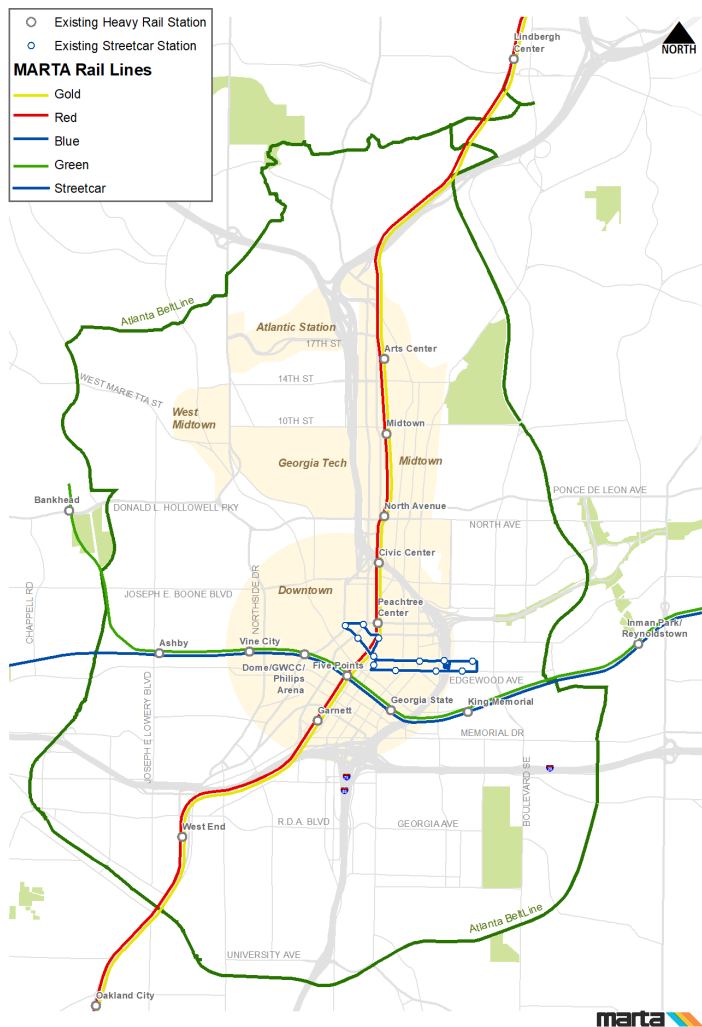 Existing Heavy Rail Station
Existing Streetcar Station
MARTA Rail Lines
Gold
Red
Blue
Green
Streetcar
Lindbergh
Center
NORTH
Atlanta BeltLine
Atlantic Station
17TH ST
Arts Center
WEST MARIETTA ST
14TH ST
West
Midtown
10TH ST
Midtown
Georgia Tech
Midtown
Bankhead
DONALD L. HOLLOWELL PKY
North Avenue
PONCE DE LEON AVE
NORTH AVE
Civic Center
CHAPPELL RD
JOSEPH E. BOONE BLVD
NORTHSIDE DR
Downtown
Peachtree
Center
Inman Park/
Reynoldstown
Ashby
Vine City
Dome/GWCC/
Philips
Arena
Five Points
EDGEWOOD AVE
JOSEPH E LOWERY BLVD
Garnett
Georgia State
King Memorial
MEMORIAL DR
BOULEVARD SE
West End
R.D.A. BLVD
GEORGIA AVE
Atlanta BeltLine
UNIVERSITY AVE
Oakland City
marta